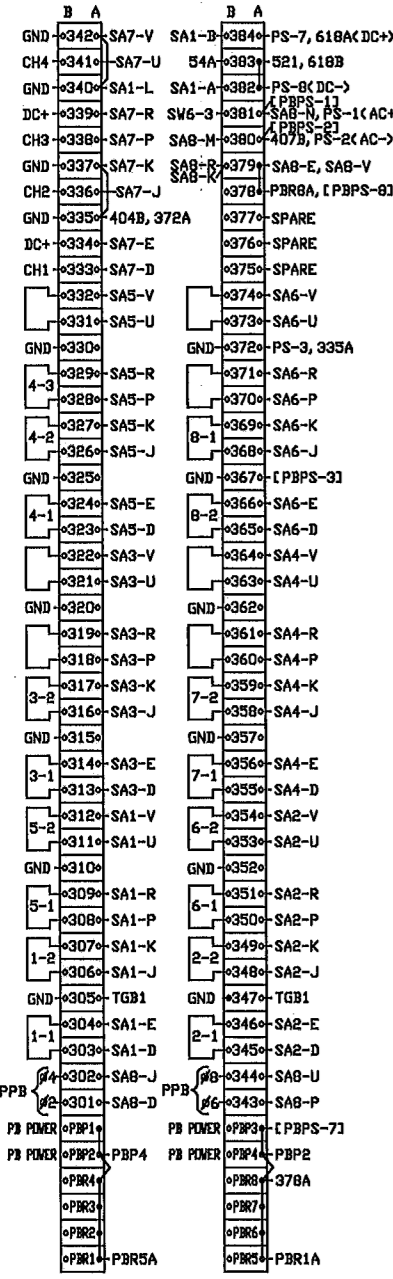 B A
GND 342 SA7-V
CH4 341 SA7-U
GND 340 SA1-L
DC+ 339 SA7-R
CH3 338 SA7-P
GND 337 SA7-K
CH2 336 SA7-J
GND 335 404B, 372A
DC+ 334 SA7-E
CH1 333 SA7-D
332 SA5-V
331 SA5-U
GND 330
4-3
329 SA5-R
328 SA5-P
4-2
327 SA5-K
326 SA5-J
GND 325
4-1
324 SA5-E
323 SA5-D
322 SA3-V
321 SA3-U
GND 320
319 SA3-R
318 SA3-P
3-2
317 SA3-K
316 SA3-J
GND 315
3-1
314 SA3-E
313 SA3-D
5-2
312 SA1-V
311 SA1-U
GND 310
5-1
309 SA1-R
308 SA1-P
1-2
307 SA1-K
306 SA1-J
GND 305 TGB1
1-1
304 SA1-E
303 SA1-D
PPB
Ø4 302 SA8-J
Ø2 301 SA8-D
PB POWER PBP1
PB POWER PBP2 PBP4
PBR4
PBR3
PBR2
PBR1 PBR5A
B A
SA1-B 384 PS-7, 618A(DC+)
54A 383 521, 618B
SA1-A 382 PS-8(DC-)
[PBPS-1]
SW6-3 381 SA8-N, PS-1(AC+
[PBPS-2]
SA8-M 380 407B, PS-2(AC-)
SA8-R 379 SA8-E, SA8-V
SA8-K
378 PBR8A, [PBPS-8]
377 SPARE
376 SPARE
375 SPARE
374 SA6-V
373 SA6-U
GND 372 PS-3, 335A
371 SA6-R
370 SA6-P
8-1
369 SA6-K
368 SA6-J
GND 367 [PBPS-3]
8-2
366 SA6-E
365 SA6-D
364 SA4-V
363 SA4-U
GND 362
361 SA4-R
360 SA4-P
7-2
359 SA4-K
358 SA4-J
GND 357
7-1
356 SA4-E
355 SA4-D
6-2
354 SA2-V
353 SA2-U
GND 352
6-1
351 SA2-R
350 SA2-P
2-2
349 SA2-K
348 SA2-J
GND 347 TGB1
2-1
346 SA2-E
345 SA2-D
PPB
Ø8 344 SA8-U
Ø6 343 SA8-P
PB POWER PBP3 [PBPS-7]
PB POWER PBP4 PBP2
PBR8 378A
PBR7
PBR6
PBR5 PBR1A